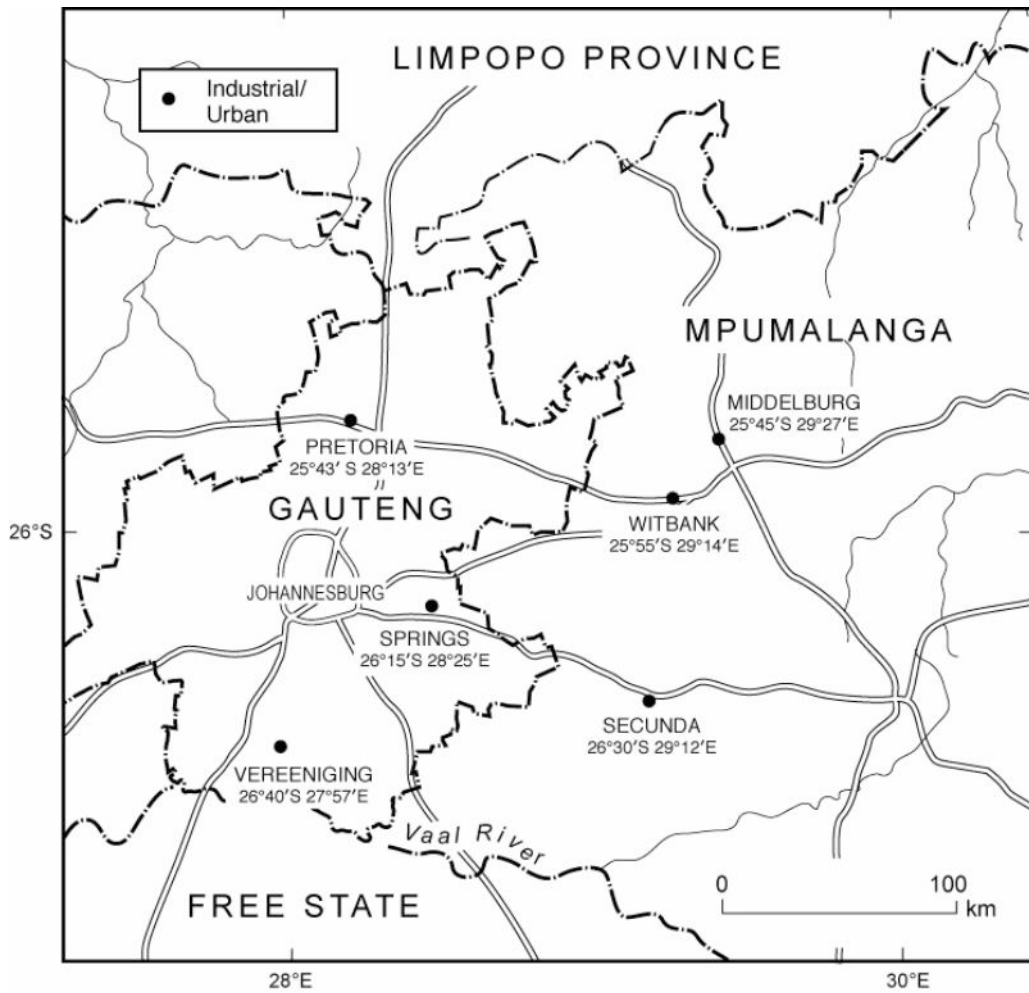 LIMPOPO PROVINCE
Industrial/
Urban
MPUMALANGA
MIDDELBURG
25°45′S 29°27′E
PRETORIA
25°43′ S 28°13′E
GAUTENG
WITBANK
25°55′S 29°14′E
26°S
JOHANNESBURG
SPRINGS
26°15′S 28°25′E
SECUNDA
26°30′S 29°12′E
VEREENIGING
26°40′S 27°57′E
Vaal River
FREE STATE
0 100
km
28°E 30°E